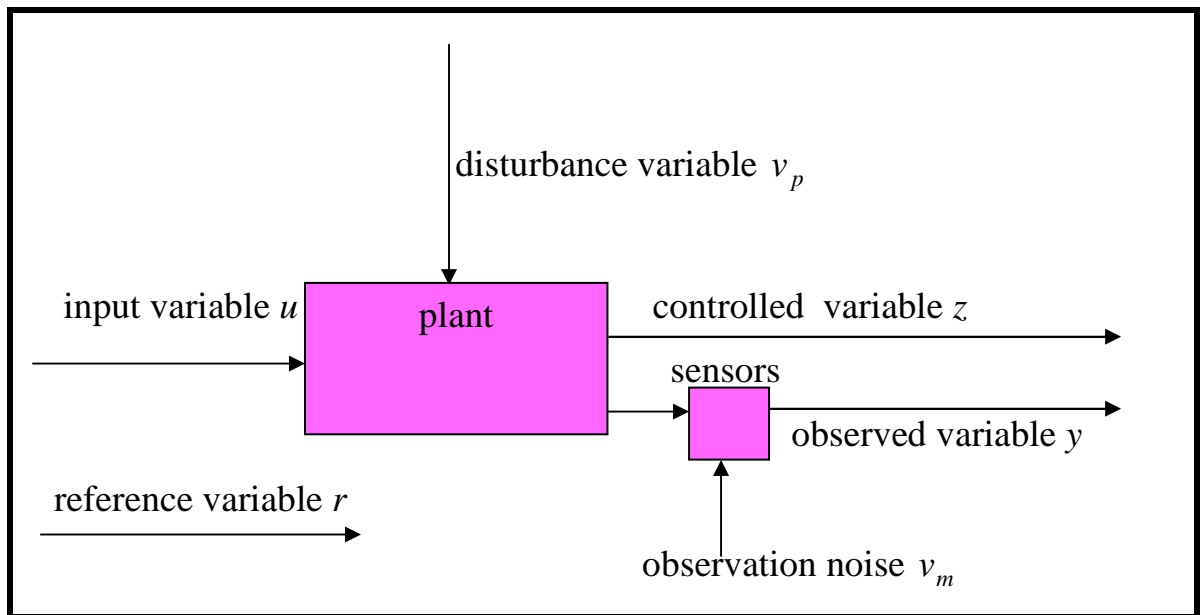 disturbance variable v_p
input variable u
plant
controlled variable z
sensors
observed variable y
reference variable r
observation noise v_m